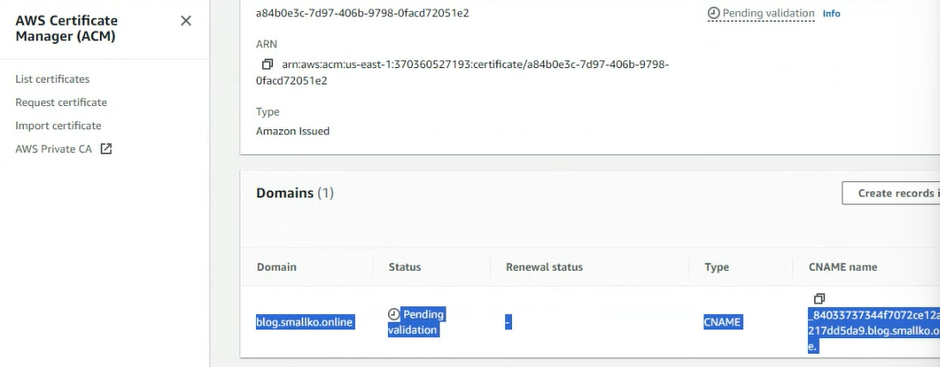 AWS Certificate
Manager (ACM)
List certificates
Request certificate
Import certificate
AWS Private CA
a84b0e3c-7d97-406b-9798-0facd72051e2
Pending validation Info
ARN
arn:aws:acm:us-east-1:370360527193:certificate/a84b0e3c-7d97-406b-9798-
0facd72051e2
Type
Amazon Issued
Domains (1)
Create records i
Domain Status Renewal status Type CNAME name
blog.smallko.online
Pending
validation
-
CNAME
_84033737344f7072ce12a
217dd5da9.blog.smallko.o
e.